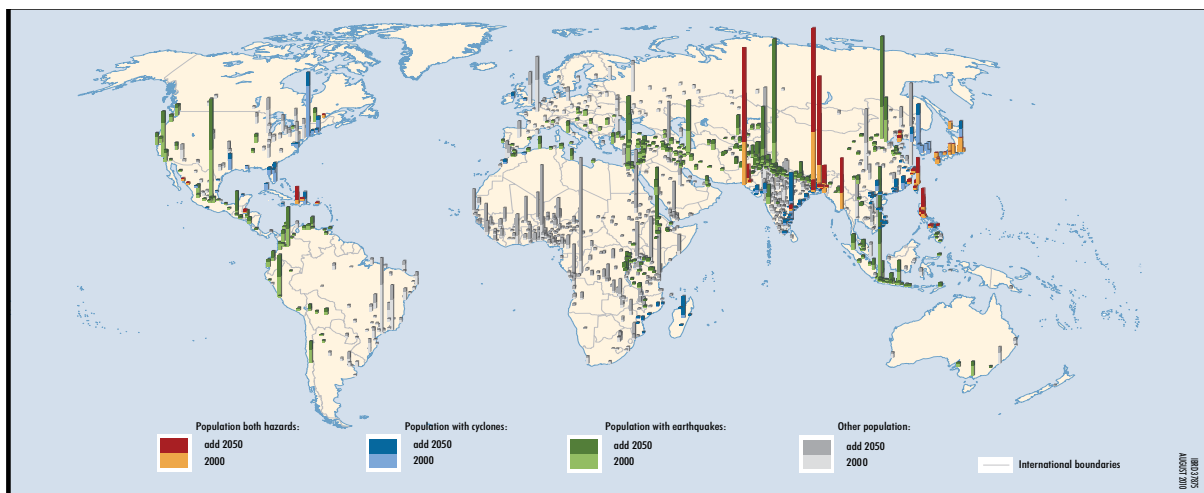 Population both hazards:
add 2050
2000
Population with cyclones:
add 2050
2000
Population with earthquakes:
add 2050
2000
Other population:
add 2050
2000
International boundaries
IBRD 37875
AUGUST 2010